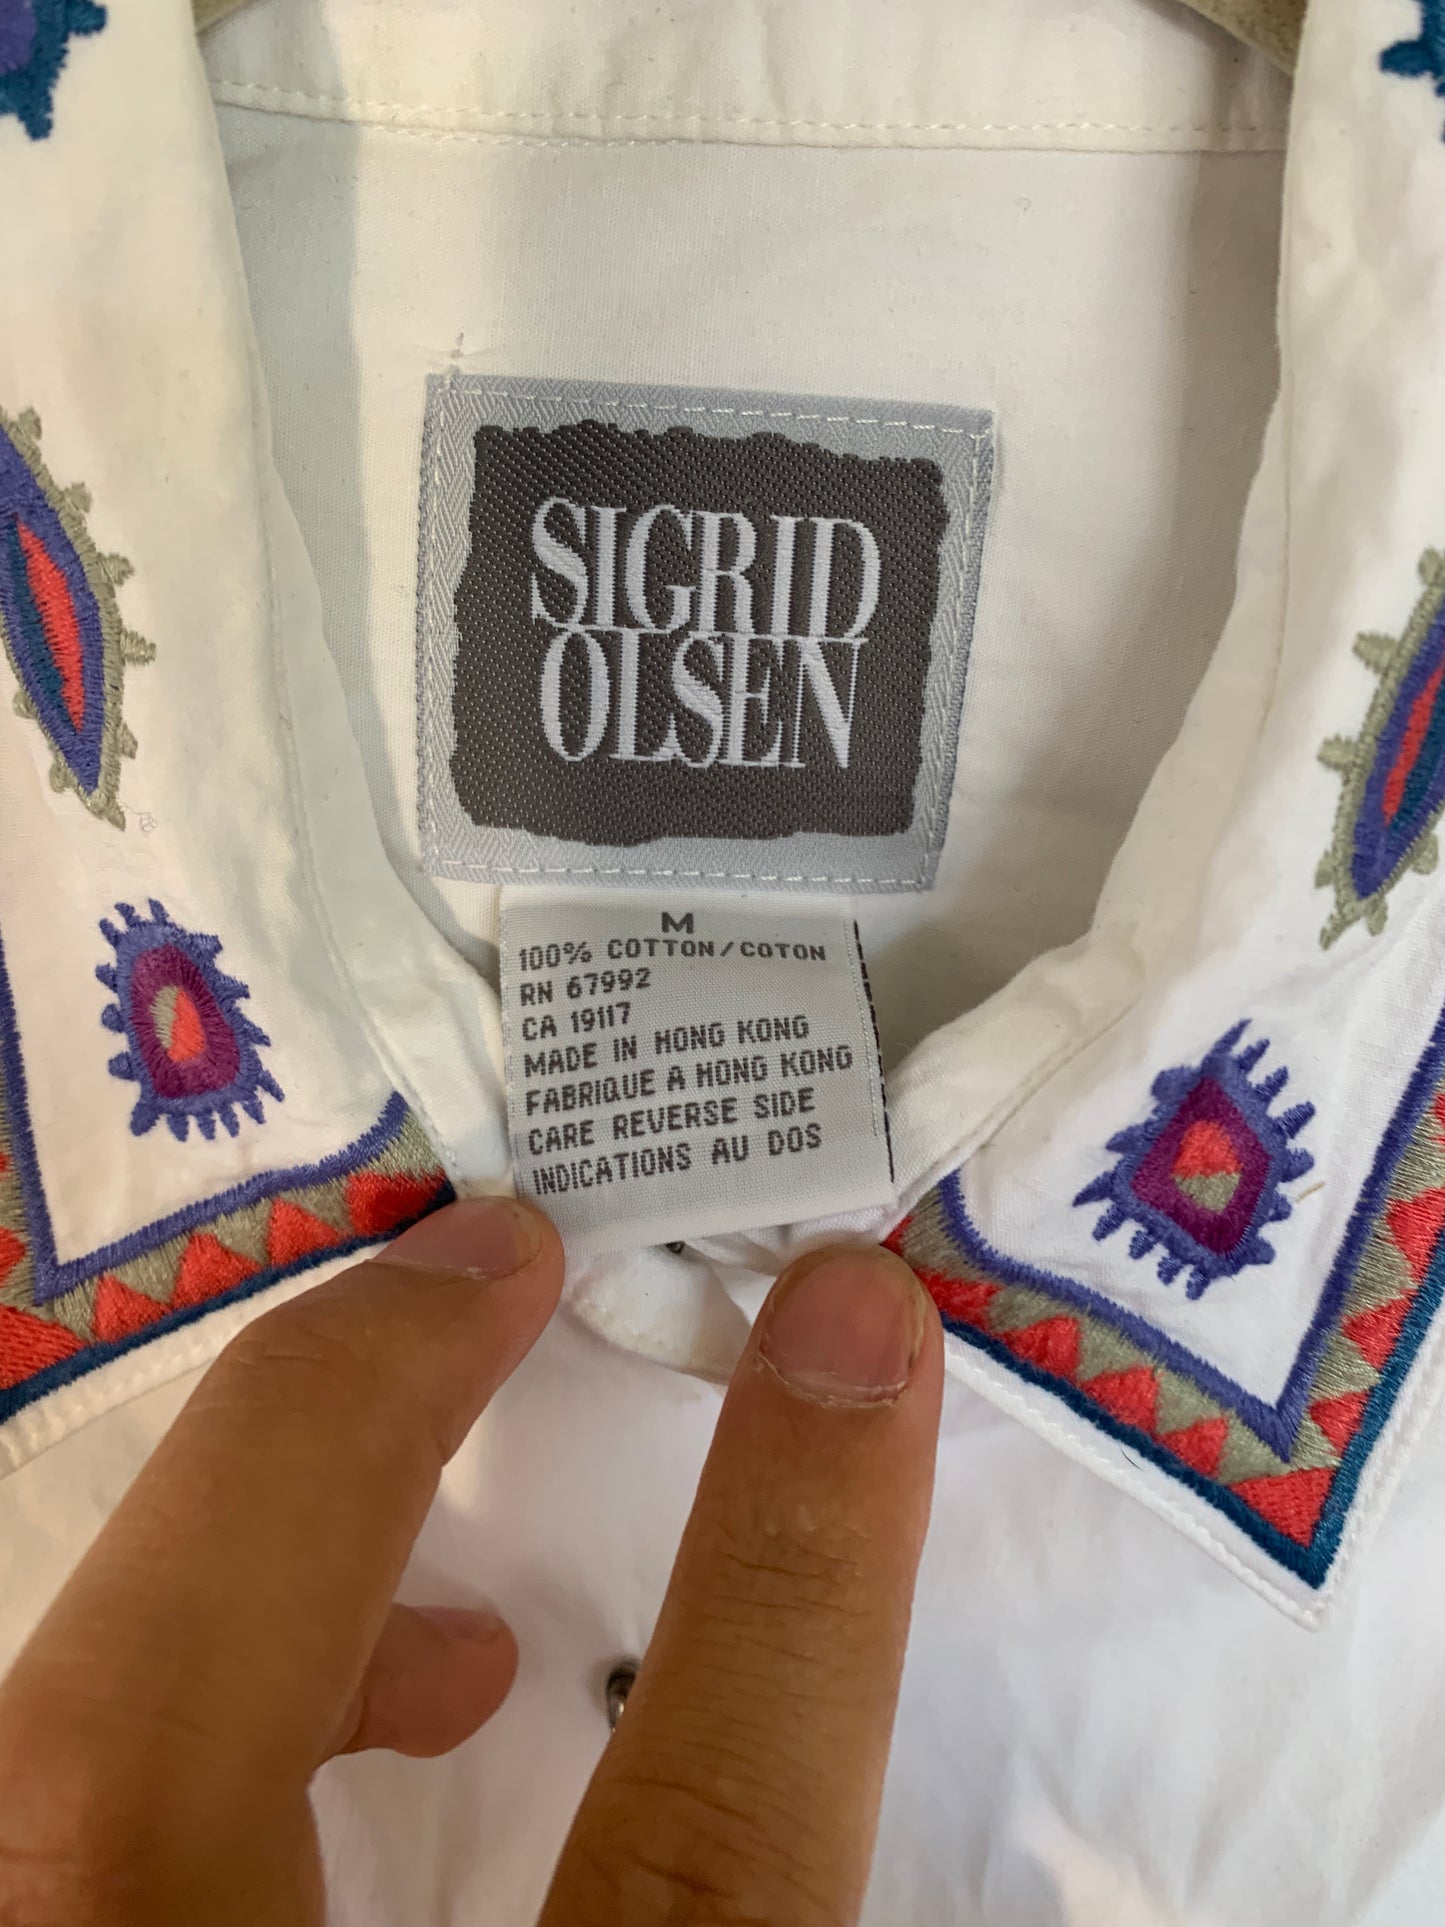 SIGRID
OLSEN
M
100% COTTON/COTON
RN 67992
CA 19117
MADE IN HONG KONG
FABRIQUE A HONG KONG
CARE REVERSE SIDE
INDICATIONS AU DOS